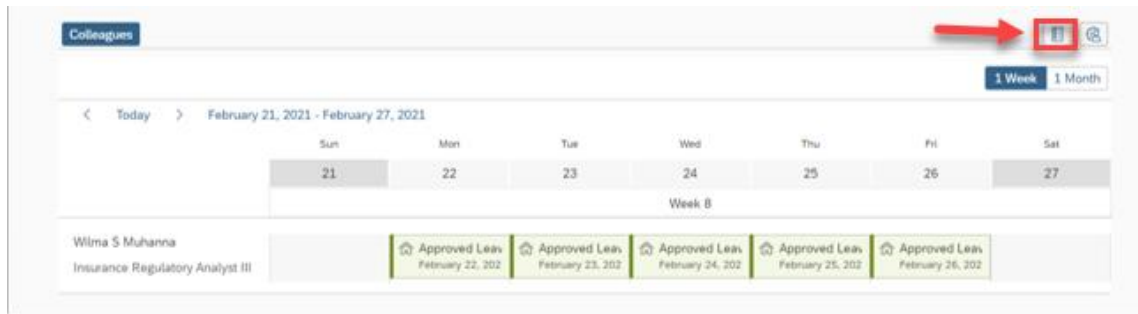 Colleagues
1 Week 1 Month
Today February 21, 2021 - February 27, 2021
Sun Mon Tue Wed Thu Fri Sat
21 22 23 24 25 26 27
Week 8
Wilma S Muhanna
Insurance Regulatory Analyst III
Approved Leav Approved Leav Approved Leav Approved Leav Approved Leav
February 22, 202 February 23, 202 February 24, 202 February 25, 202 February 26, 202